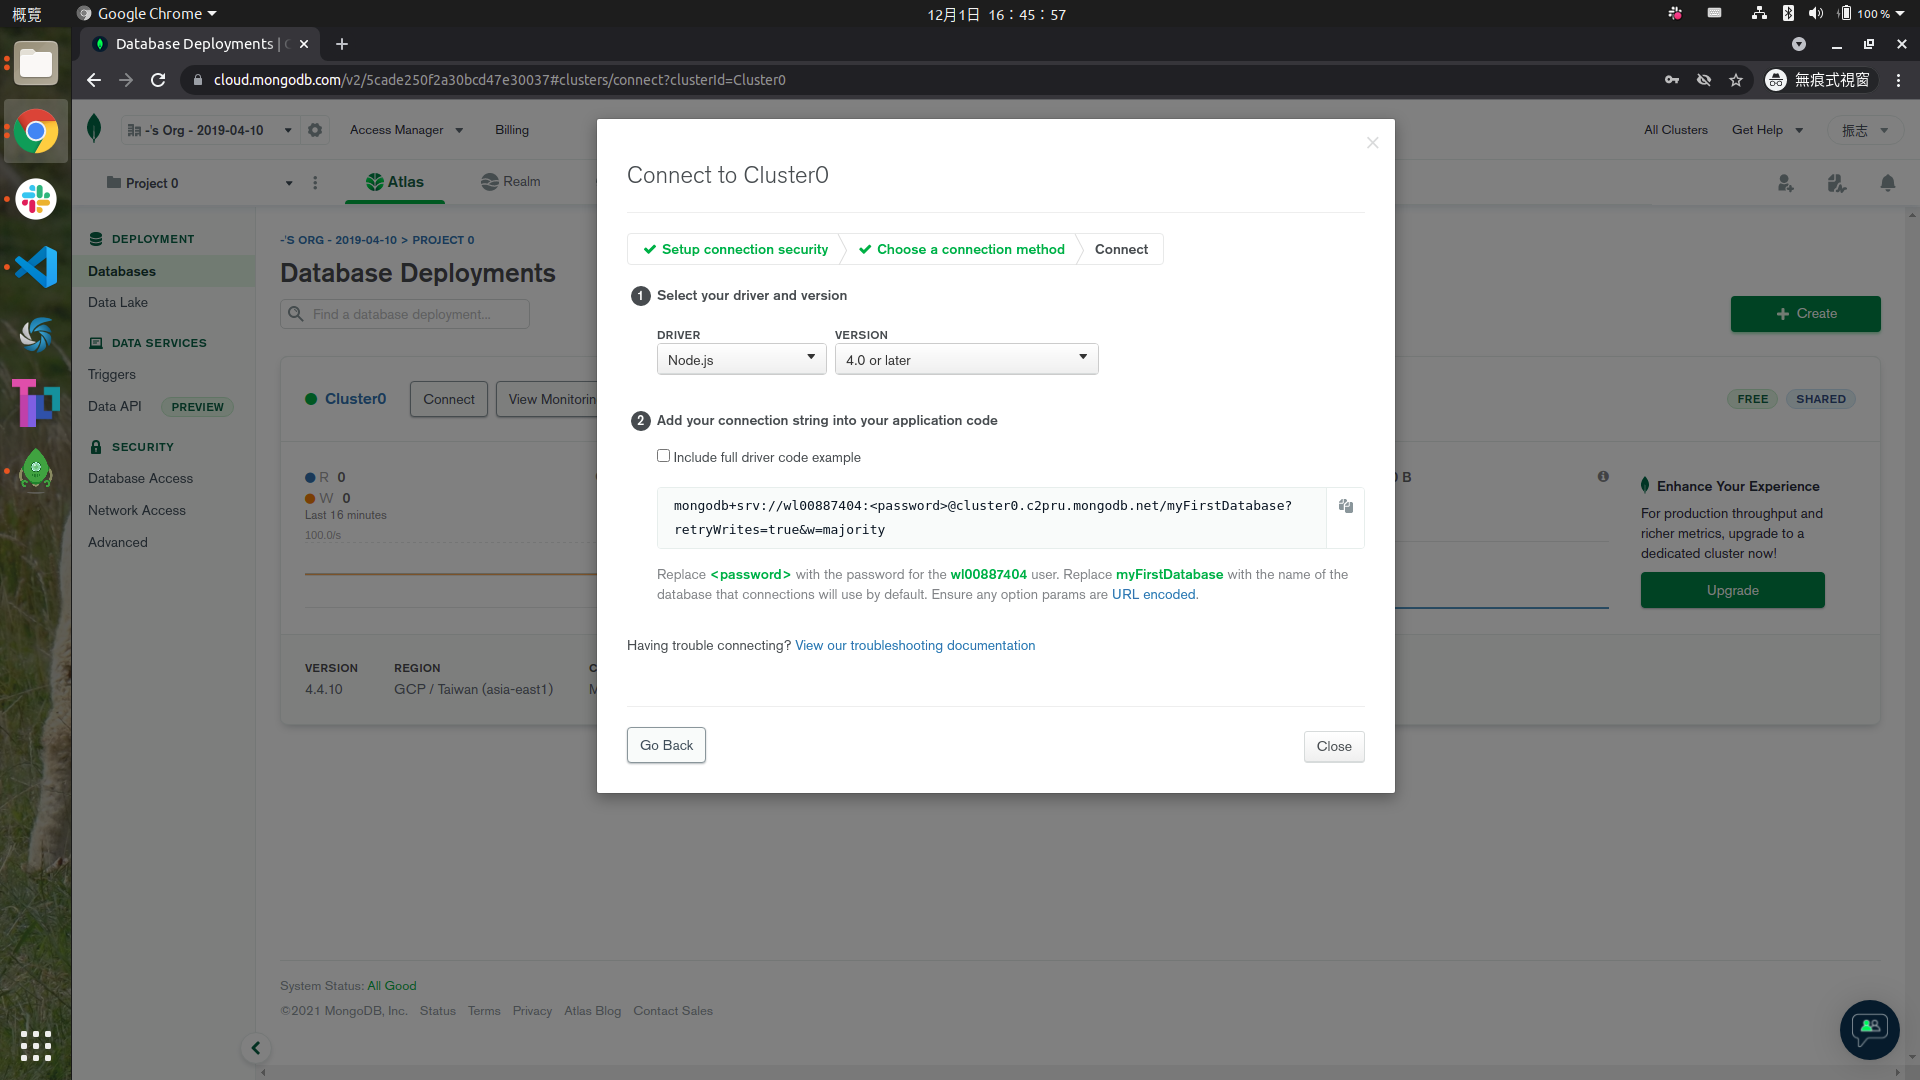 概覽
Google Chrome
12月1日 16：45：57
100 %
Database Deployments |
cloud.mongodb.com/v2/5cade250f2a30bcd47e30037#clusters/connect?clusterId=Cluster0
無痕式視窗
-'s Org - 2019-04-10
Access Manager
Billing
All Clusters
Get Help
振志
Project 0
Atlas
Realm
DEPLOYMENT
Databases
Data Lake
DATA SERVICES
Triggers
Data API
PREVIEW
SECURITY
Database Access
Network Access
Advanced
-'S ORG - 2019-04-10 > PROJECT 0
Database Deployments
Find a database deployment...
Create
Cluster0
Connect
View Monitorin
FREE
SHARED
R 0
W 0
Last 16 minutes
100.0/s
B
Enhance Your Experience
For production throughput and
richer metrics, upgrade to a
dedicated cluster now!
Upgrade
VERSION
4.4.10
REGION
GCP / Taiwan (asia-east1)
C
M
Connect to Cluster0
Setup connection security
Choose a connection method
Connect
1 Select your driver and version
DRIVER
Node.js
VERSION
4.0 or later
2 Add your connection string into your application code
Include full driver code example
mongodb+srv://wl00887404:<password>@cluster0.c2pru.mongodb.net/myFirstDatabase?
retryWrites=true&w=majority
Replace <password> with the password for the wl00887404 user. Replace myFirstDatabase with the name of the
database that connections will use by default. Ensure any option params are URL encoded.
Having trouble connecting? View our troubleshooting documentation
Go Back
Close
System Status: All Good
©2021 MongoDB, Inc.
Status
Terms
Privacy
Atlas Blog
Contact Sales